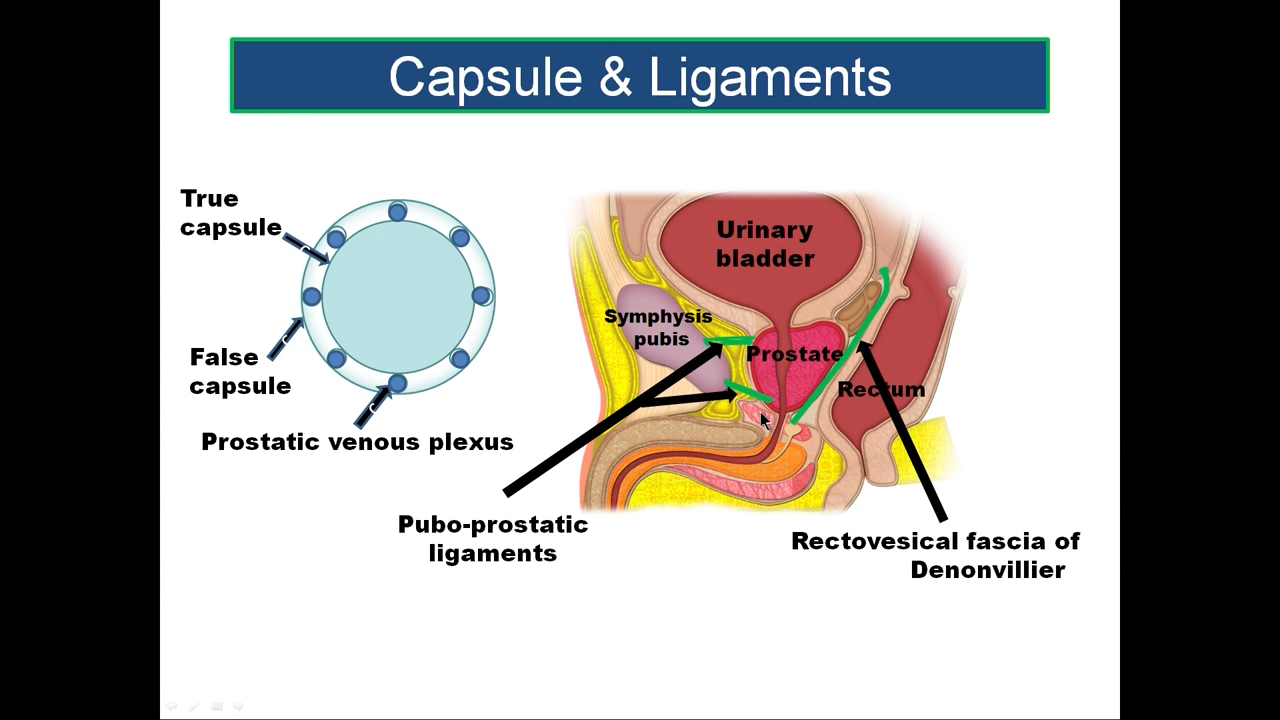 Capsule & Ligaments
True
capsule
False
capsule
Prostatic venous plexus
Urinary
bladder
Symphysis
pubis
Prostate
Rectum
Pubo-prostatic
ligaments
Rectovesical fascia of
Denonvillier